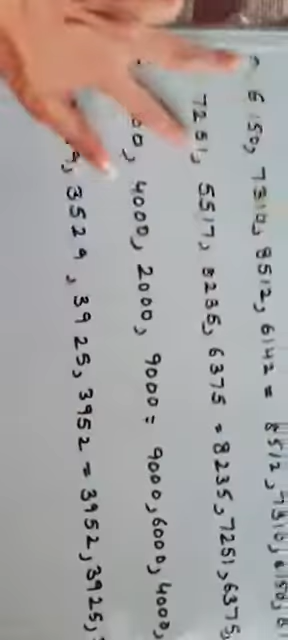 6150, 7310, 8512, 6142 = 8512, 7310, 6150,
7251, 5517, 8235, 6375 = 8235, 7251, 6375
4000, 2000, 9000 = 9000, 6000, 4000,
3529, 3925, 3952 = 3952, 3925,